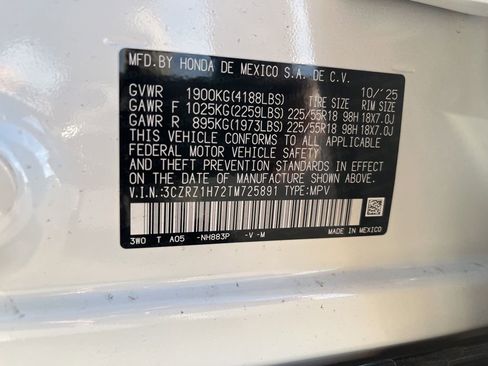 MFD.BY HONDA DE MEXICO S.A. DE C.V.
10/'25
GVWR 1900KG(4188LBS) TIRE SIZE RIM SIZE
GAWR F 1025KG(2259LBS) 225/55R18 98H 18X7.0J
GAWR R 895KG(1973LBS) 225/55R18 98H 18X7.0J
THIS VEHICLE CONFORMS TO ALL APPLICABLE
FEDERAL MOTOR VEHICLE SAFETY
AND THEFT PREVENTION STANDARDS IN EFFECT
ON THE DATE OF MANUFACTURE SHOWN ABOVE.
V.I.N.:3CZRZ1H72TM725891 TYPE:MPV
3W0 T A05 -NH883P -V -M MADE IN MEXICO